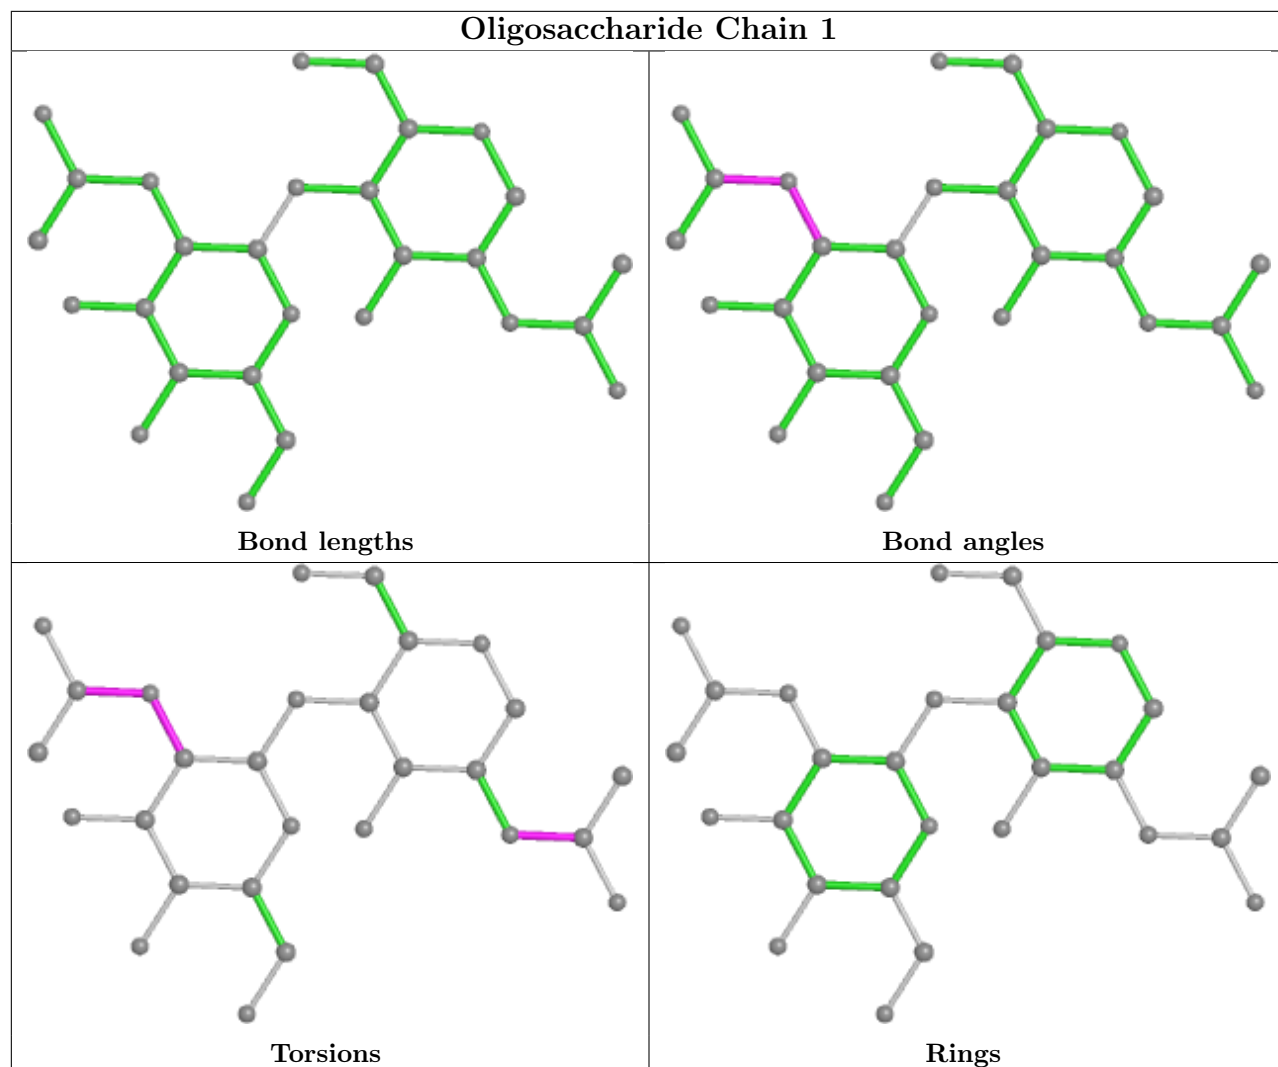 Oligosaccharide Chain 1
Bond lengths
Bond angles
Torsions
Rings